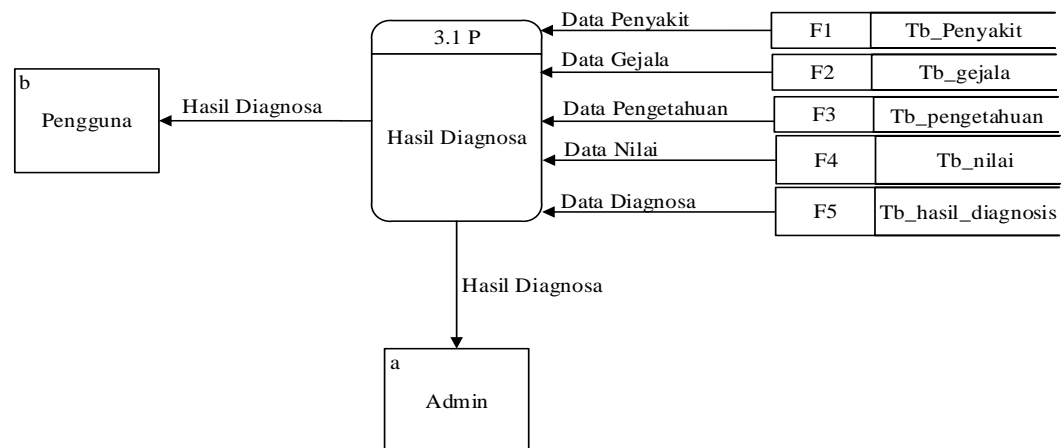 Data Penyakit
3.1 P
F1
Tb_Penyakit
Data Gejala
F2
Tb_gejala
b
Pengguna
Hasil Diagnosa
Hasil Diagnosa
Data Pengetahuan
F3
Tb_pengetahuan
Data Nilai
F4
Tb_nilai
Data Diagnosa
F5
Tb_hasil_diagnosis
Hasil Diagnosa
a
Admin